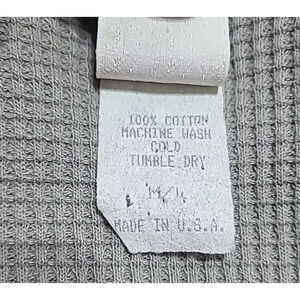 100% COTTON
MACHINE WASH
COLD
TUMBLE DRY
M/L
MADE IN U.S.A.